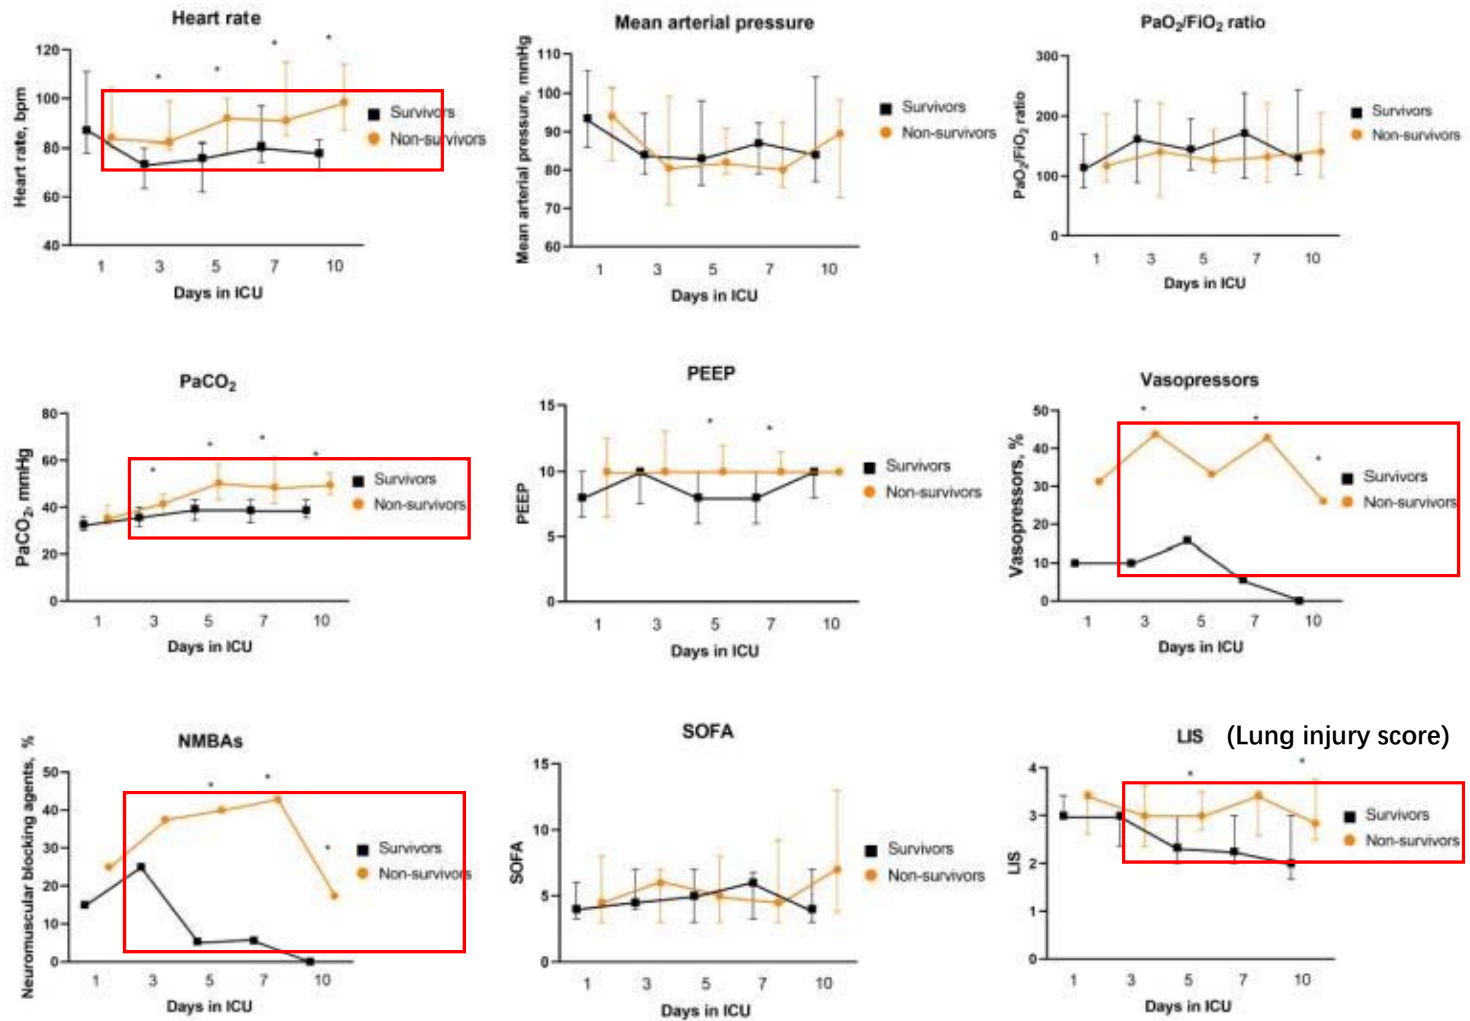 Heart rate
Heart rate, bpm
120
100
80
60
40
* * * *
Survivors
Non-survivors
1 3 5 7 10
Days in ICU
Mean arterial pressure
Mean arterial pressure, mmHg
110
100
90
80
70
60
Survivors
Non-survivors
1 3 5 7 10
Days in ICU
PaO₂/FiO₂ ratio
PaO₂/FiO₂ ratio
300
200
100
0
Survivors
Non-survivors
1 3 5 7 10
Days in ICU
PaCO₂
PaCO₂, mmHg
80
60
40
20
0
* * * *
Survivors
Non-survivors
1 3 5 7 10
Days in ICU
PEEP
PEEP
15
10
5
0
* *
Survivors
Non-survivors
1 3 5 7 10
Days in ICU
Vasopressors
Vasopressors, %
50
40
30
20
10
0
* * *
Survivors
Non-survivors
1 3 5 7 10
Days in ICU
NMBAs
Neuromuscular blocking agents, %
50
40
30
20
10
0
* * *
Survivors
Non-survivors
1 3 5 7 10
Days in ICU
SOFA
SOFA
15
10
5
0
Survivors
Non-survivors
1 3 5 7 10
Days in ICU
LIS (Lung injury score)
LIS
4
3
2
1
0
* *
Survivors
Non-survivors
1 3 5 7 10
Days in ICU